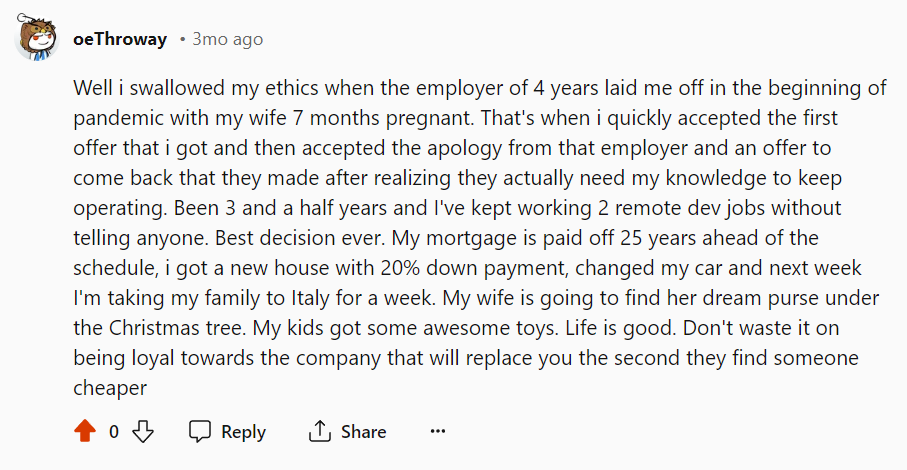 oeThroway • 3mo ago
Well i swallowed my ethics when the employer of 4 years laid me off in the beginning of
pandemic with my wife 7 months pregnant. That's when i quickly accepted the first
offer that i got and then accepted the apology from that employer and an offer to
come back that they made after realizing they actually need my knowledge to keep
operating. Been 3 and a half years and I've kept working 2 remote dev jobs without
telling anyone. Best decision ever. My mortgage is paid off 25 years ahead of the
schedule, i got a new house with 20% down payment, changed my car and next week
I'm taking my family to Italy for a week. My wife is going to find her dream purse under
the Christmas tree. My kids got some awesome toys. Life is good. Don't waste it on
being loyal towards the company that will replace you the second they find someone
cheaper
0 Reply Share ···